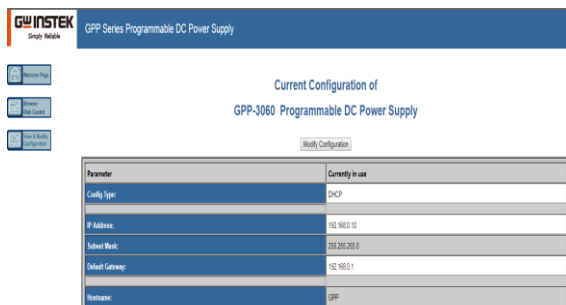 GW INSTEK
Simply Reliable
GPP Series Programmable DC Power Supply
Welcome Page
Browser
Web Control
View & Modify
Configuration
Current Configuration of
GPP-3060 Programmable DC Power Supply
Modify Configuration
Parameter Currently in use
Config Type: DHCP
IP Address: 192.168.0.10
Subnet Mask: 255.255.255.0
Default Gateway: 192.168.0.1
Hostname: GPP